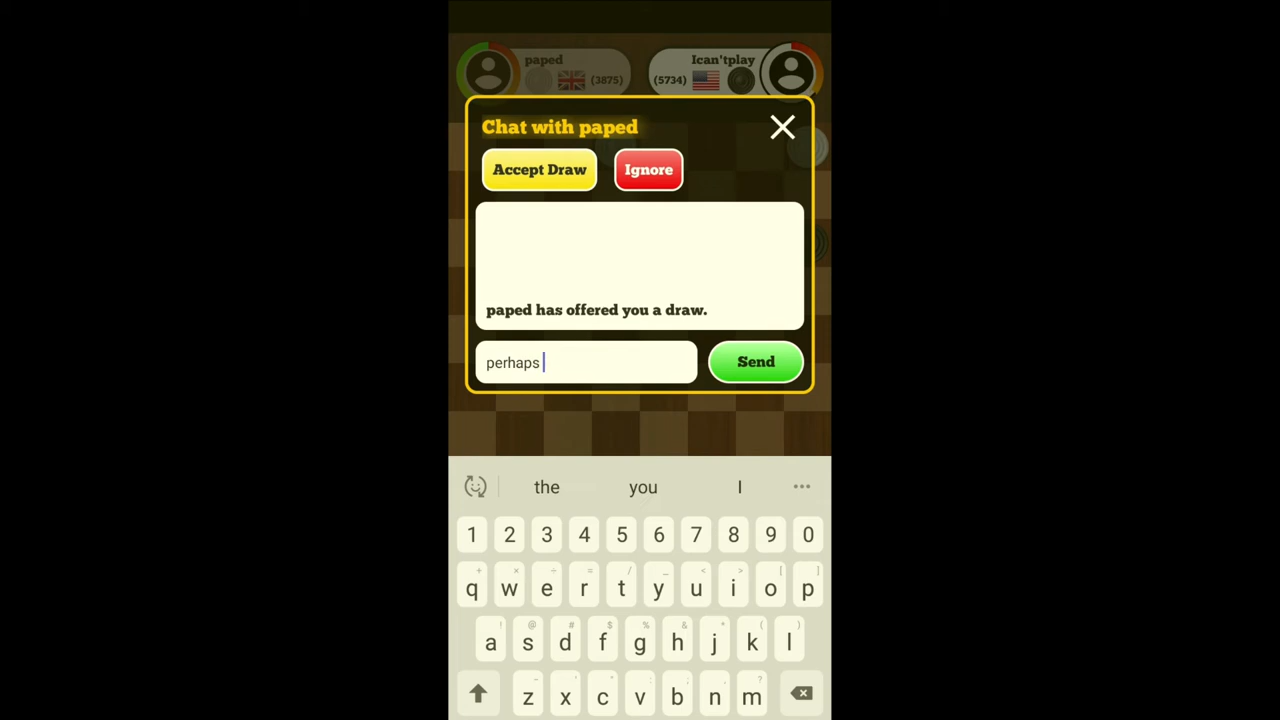 paped
(3875)
Ican'tplay
(5734)
Chat with paped
Accept Draw
Ignore
paped has offered you a draw.
perhaps
Send
the you I
1 2 3 4 5 6 7 8 9 0
+ × ÷ = / _ < > [ ]
q w e r t y u i o p
! @ # $ % & * ( )
a s d f g h j k l
- ' " : ; , ?
z x c v b n m